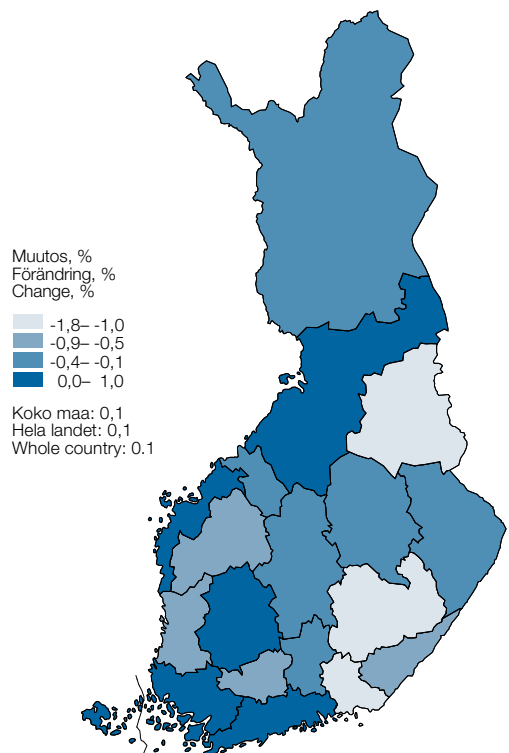 Muutos, %
Förändring, %
Change, %
-1,8– -1,0
-0,9– -0,5
-0,4– -0,1
0,0– 1,0
Koko maa: 0,1
Hela landet: 0,1
Whole country: 0.1